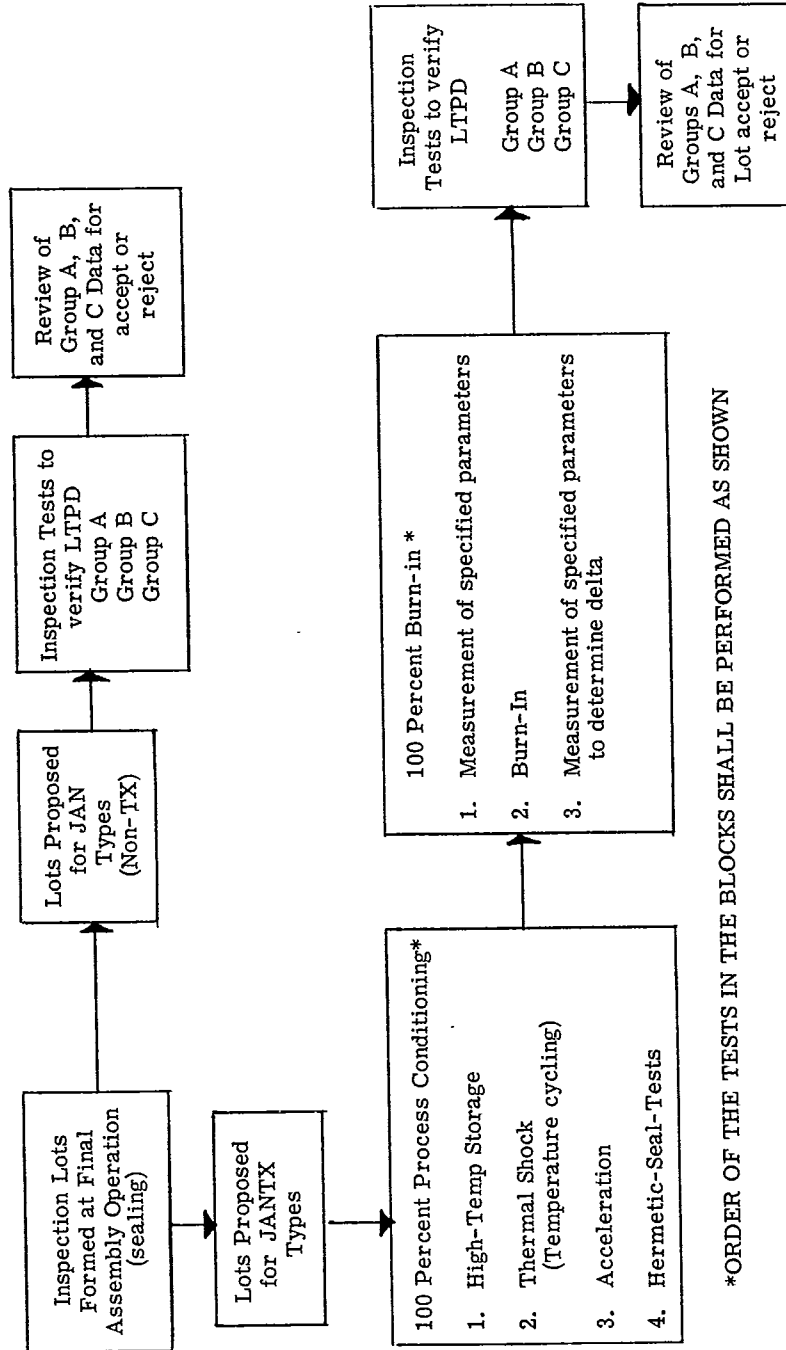 Inspection Lots
Formed at Final
Assembly Operation
(sealing)
Lots Proposed
for JAN
Types
(Non-TX)
Inspection Tests to
verify LTPD
Group A
Group B
Group C
Review of
Group A, B,
and C Data for
accept or
reject
Lots Proposed
for JANTX
Types
100 Percent Process Conditioning*
1. High-Temp Storage
2. Thermal Shock
(Temperature cycling)
3. Acceleration
4. Hermetic-Seal-Tests
100 Percent Burn-in *
1. Measurement of specified parameters
2. Burn-In
3. Measurement of specified parameters
to determine delta
Inspection
Tests to verify
LTPD
Group A
Group B
Group C
Review of
Groups A, B,
and C Data for
Lot accept or
reject
*ORDER OF THE TESTS IN THE BLOCKS SHALL BE PERFORMED AS SHOWN